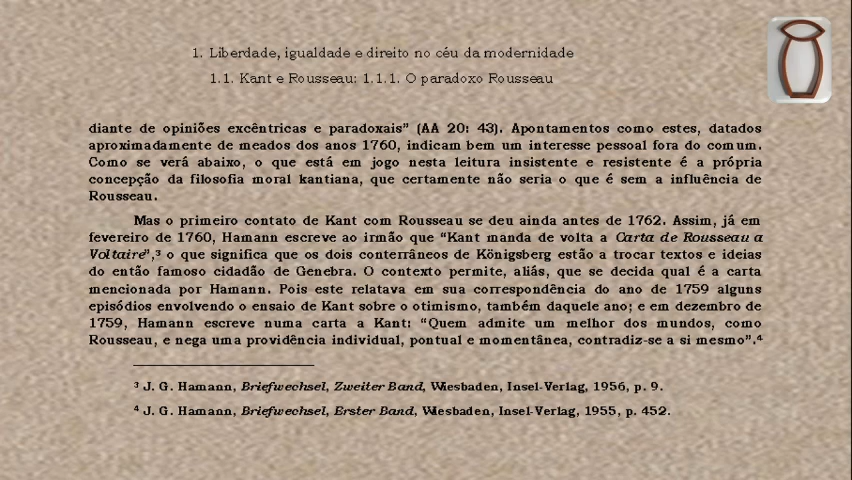 1. Liberdade, igualdade e direito no céu da modernidade
1.1. Kant e Rousseau: 1.1.1. O paradoxo Rousseau
diante de opiniões excêntricas e paradoxais” (AA 20: 43). Apontamentos como estes, datados
aproximadamente de meados dos anos 1760, indicam bem um interesse pessoal fora do comum.
Como se verá abaixo, o que está em jogo nesta leitura insistente e resistente é a própria
concepção da filosofia moral kantiana, que certamente não seria o que é sem a influência de
Rousseau.
Mas o primeiro contato de Kant com Rousseau se deu ainda antes de 1762. Assim, já em
fevereiro de 1760, Hamann escreve ao irmão que “Kant manda de volta a Carta de Rousseau a
Voltaire”,³ o que significa que os dois conterrâneos de Königsberg estão a trocar textos e ideias
do então famoso cidadão de Genebra. O contexto permite, aliás, que se decida qual é a carta
mencionada por Hamann. Pois este relatava em sua correspondência do ano de 1759 alguns
episódios envolvendo o ensaio de Kant sobre o otimismo, também daquele ano; e em dezembro de
1759, Hamann escreve numa carta a Kant: “Quem admite um melhor dos mundos, como
Rousseau, e nega uma providência individual, pontual e momentânea, contradiz-se a si mesmo”.⁴
³ J. G. Hamann, Briefwechsel, Zweiter Band, Wiesbaden, Insel-Verlag, 1956, p. 9.
⁴ J. G. Hamann, Briefwechsel, Erster Band, Wiesbaden, Insel-Verlag, 1955, p. 452.